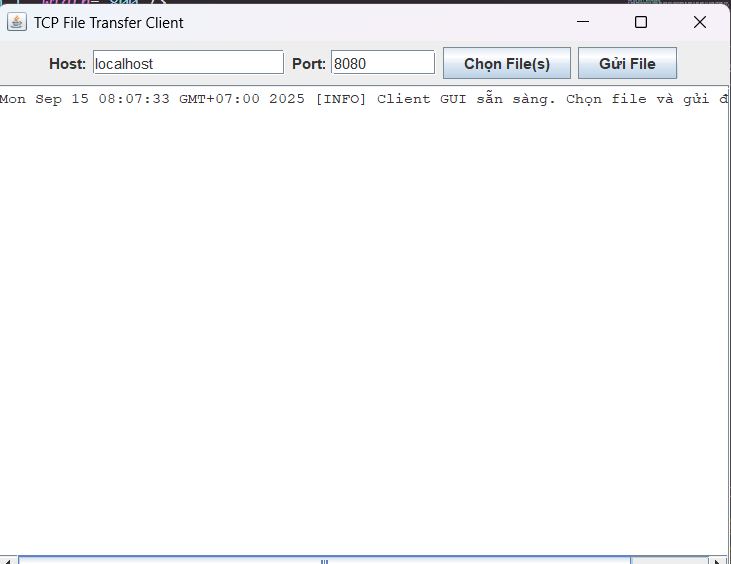 TCP File Transfer Client
Host: localhost Port: 8080 Chọn File(s) Gửi File
Mon Sep 15 08:07:33 GMT+07:00 2025 [INFO] Client GUI sẵn sàng. Chọn file và gửi